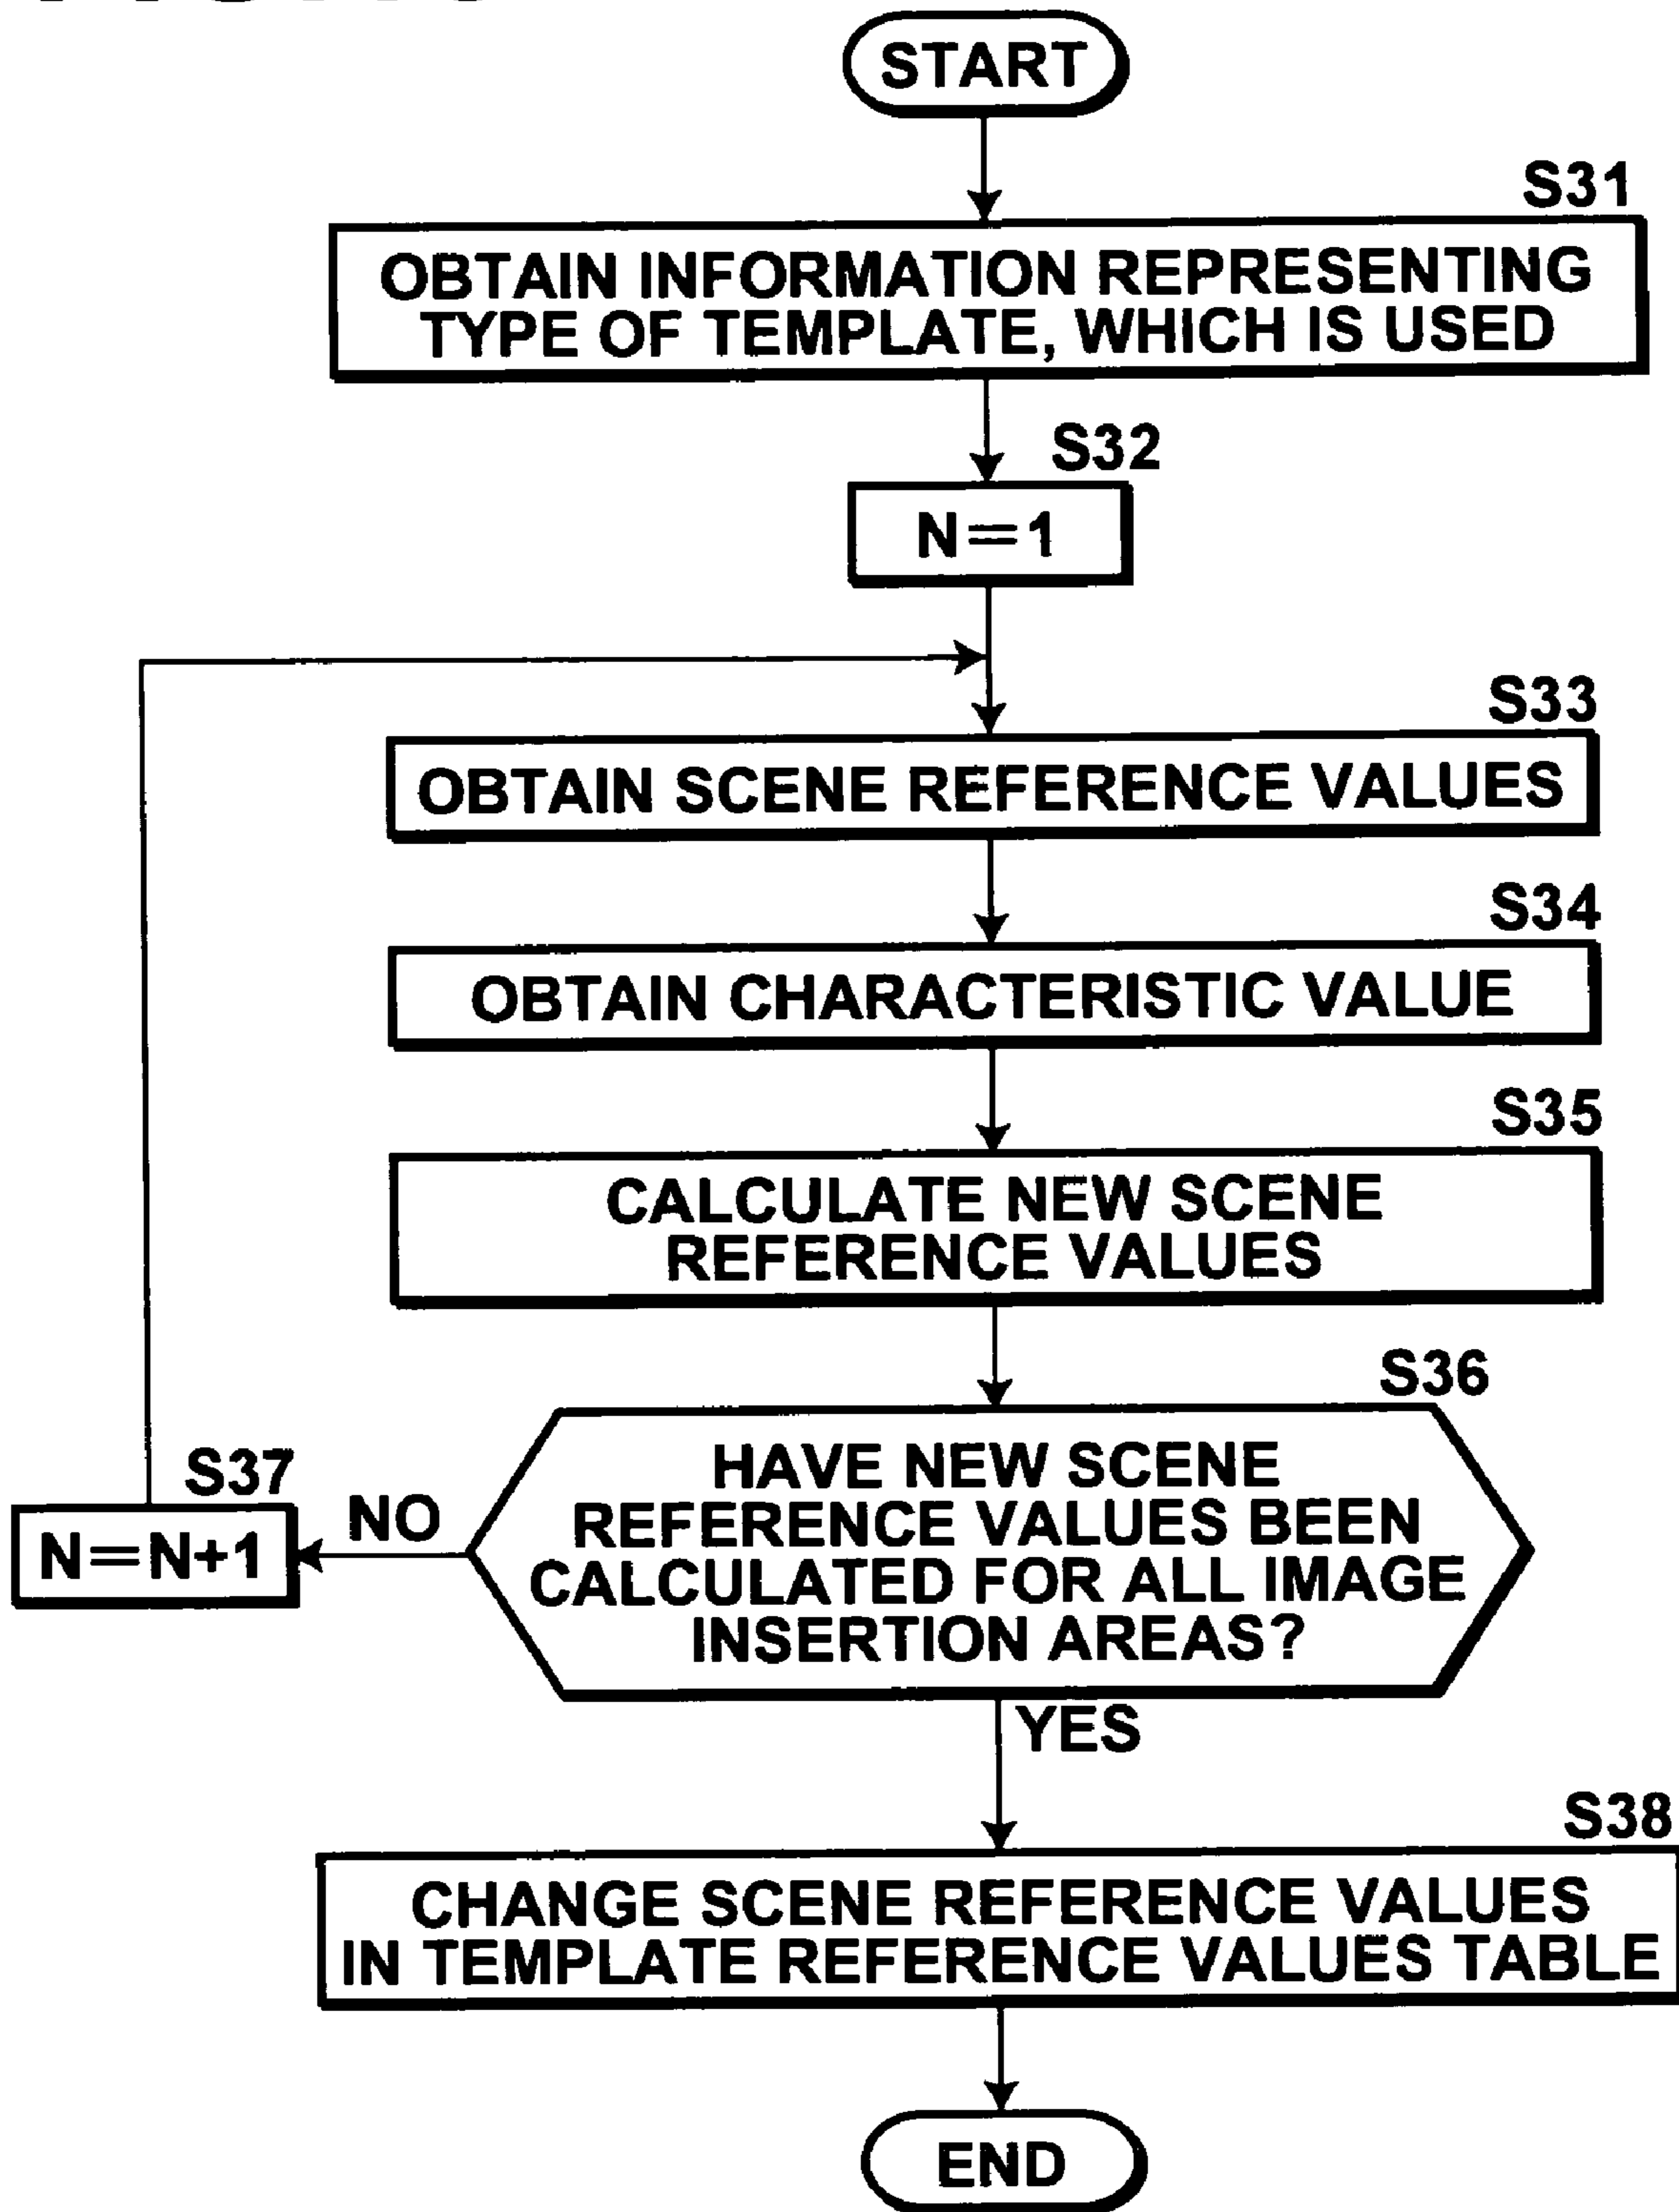 START
S31
OBTAIN INFORMATION REPRESENTING
TYPE OF TEMPLATE, WHICH IS USED
S32
N=1
S33
OBTAIN SCENE REFERENCE VALUES
S34
OBTAIN CHARACTERISTIC VALUE
S35
CALCULATE NEW SCENE
REFERENCE VALUES
S36
HAVE NEW SCENE
REFERENCE VALUES BEEN
CALCULATED FOR ALL IMAGE
INSERTION AREAS?
S37
NO
N=N+1
YES
S38
CHANGE SCENE REFERENCE VALUES
IN TEMPLATE REFERENCE VALUES TABLE
END